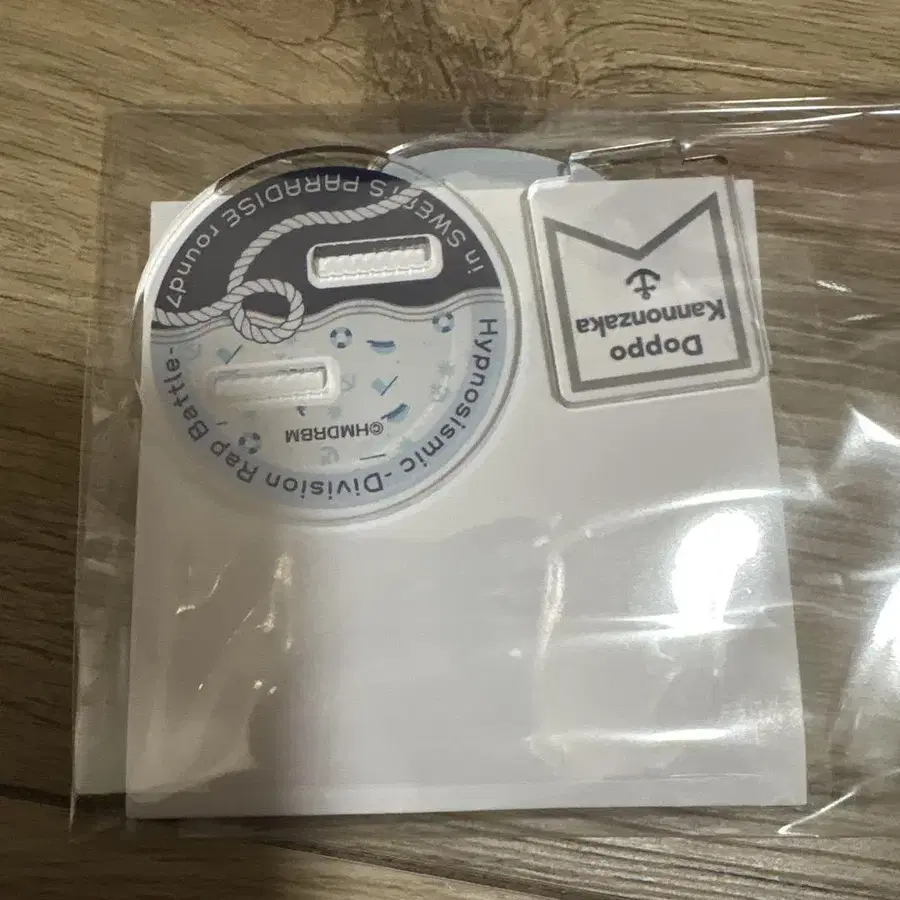 Hypnosismic -Division Rap Battle-
in SWEETS PARADISE round7
©HMDRBM
Doppo
Kannonzaka